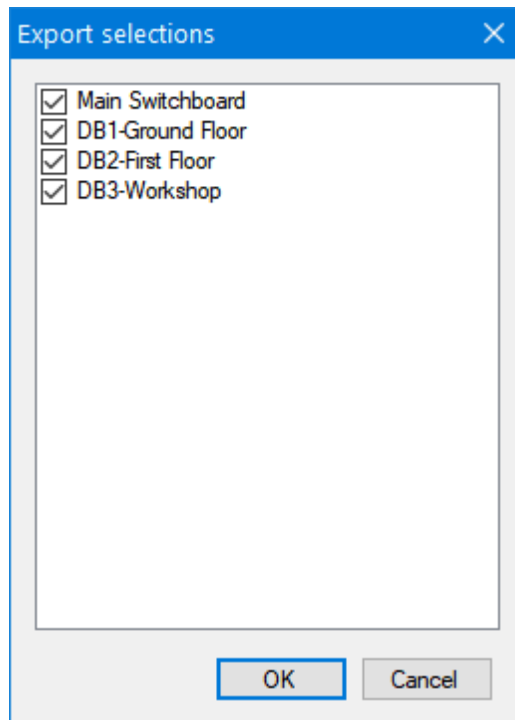 Export selections
Main Switchboard
DB1-Ground Floor
DB2-First Floor
DB3-Workshop
OK Cancel